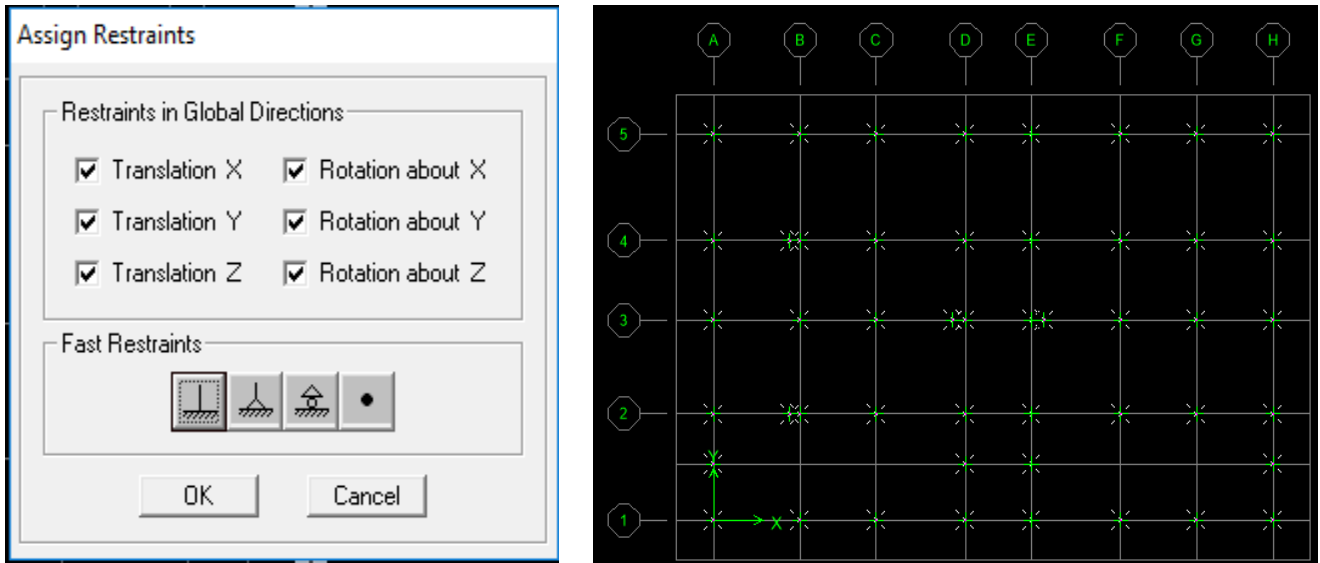 Assign Restraints
Restraints in Global Directions
Translation X Rotation about X
Translation Y Rotation about Y
Translation Z Rotation about Z
Fast Restraints
OK Cancel
A B C D E F G H
5
4
3
2
Y
1 X